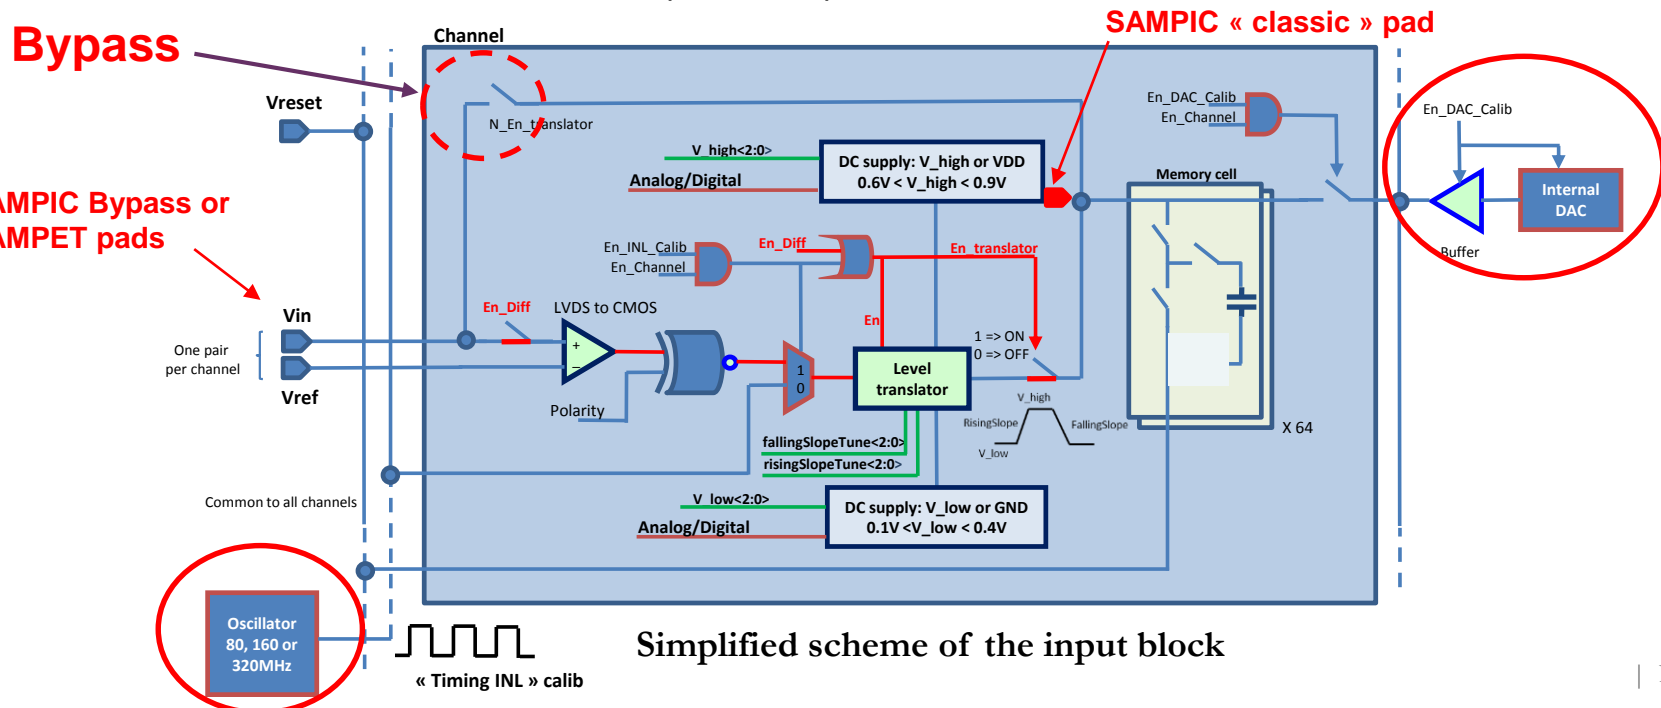 SAMPIC « classic » pad
Bypass
Channel
Vreset
N_En_translator
En_DAC_Calib
En_Channel
En_DAC_Calib
V_high<2:0>
Analog/Digital
DC supply: V_high or VDD
0.6V < V_high < 0.9V
Memory cell
Internal
DAC
Buffer
AMPIC Bypass or
AMPET pads
En_INL_Calib
En_Channel
En_Diff
En_translator
Vin
En_Diff
LVDS to CMOS
En
1 => ON
0 => OFF
One pair
per channel
+
–
1
0
Level
translator
Vref
Polarity
V_high
RisingSlope
FallingSlope
V_low
X 64
fallingSlopeTune<2:0>
risingSlopeTune<2:0>
Common to all channels
V_low<2:0>
Analog/Digital
DC supply: V_low or GND
0.1V <V_low < 0.4V
Oscillator
80, 160 or
320MHz
Simplified scheme of the input block
« Timing INL » calib